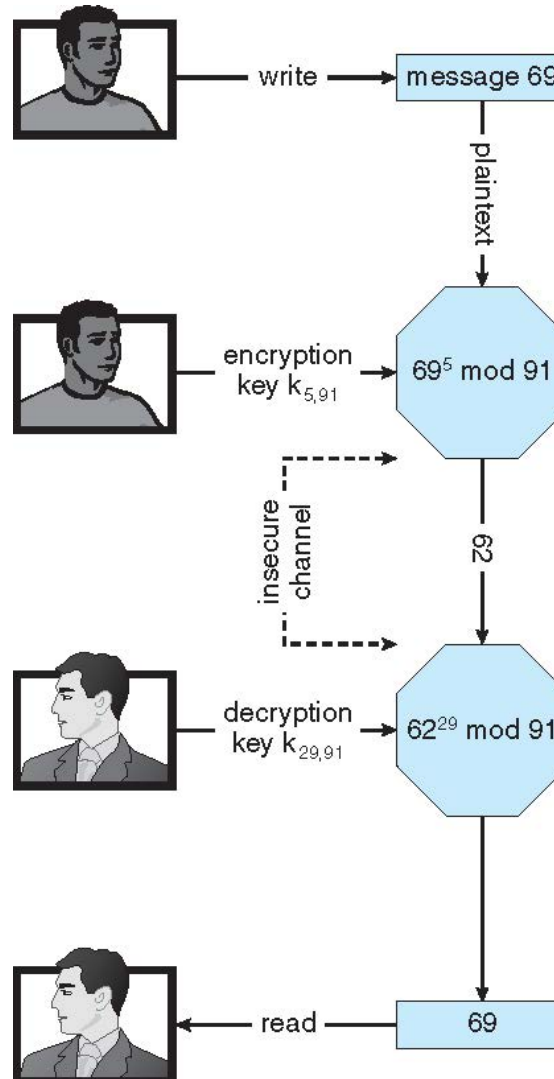 write
message 69
plaintext
encryption
key k₅,₉₁
69⁵ mod 91
insecure
channel
62
decryption
key k₂₉,₉₁
62²⁹ mod 91
read
69